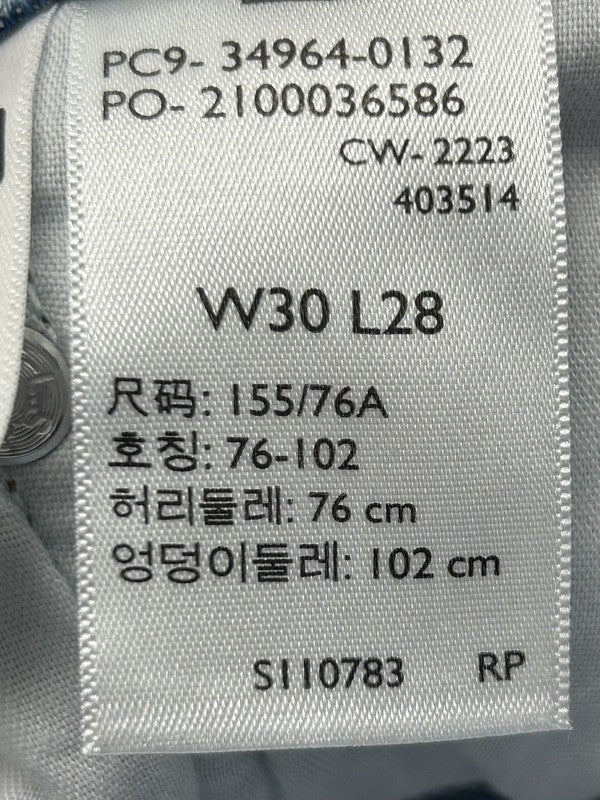 PC9- 34964-0132
PO- 2100036586
CW- 2223
403514
W30 L28
尺码: 155/76A
호칭: 76-102
허리둘레: 76 cm
엉덩이둘레: 102 cm
S110783 RP